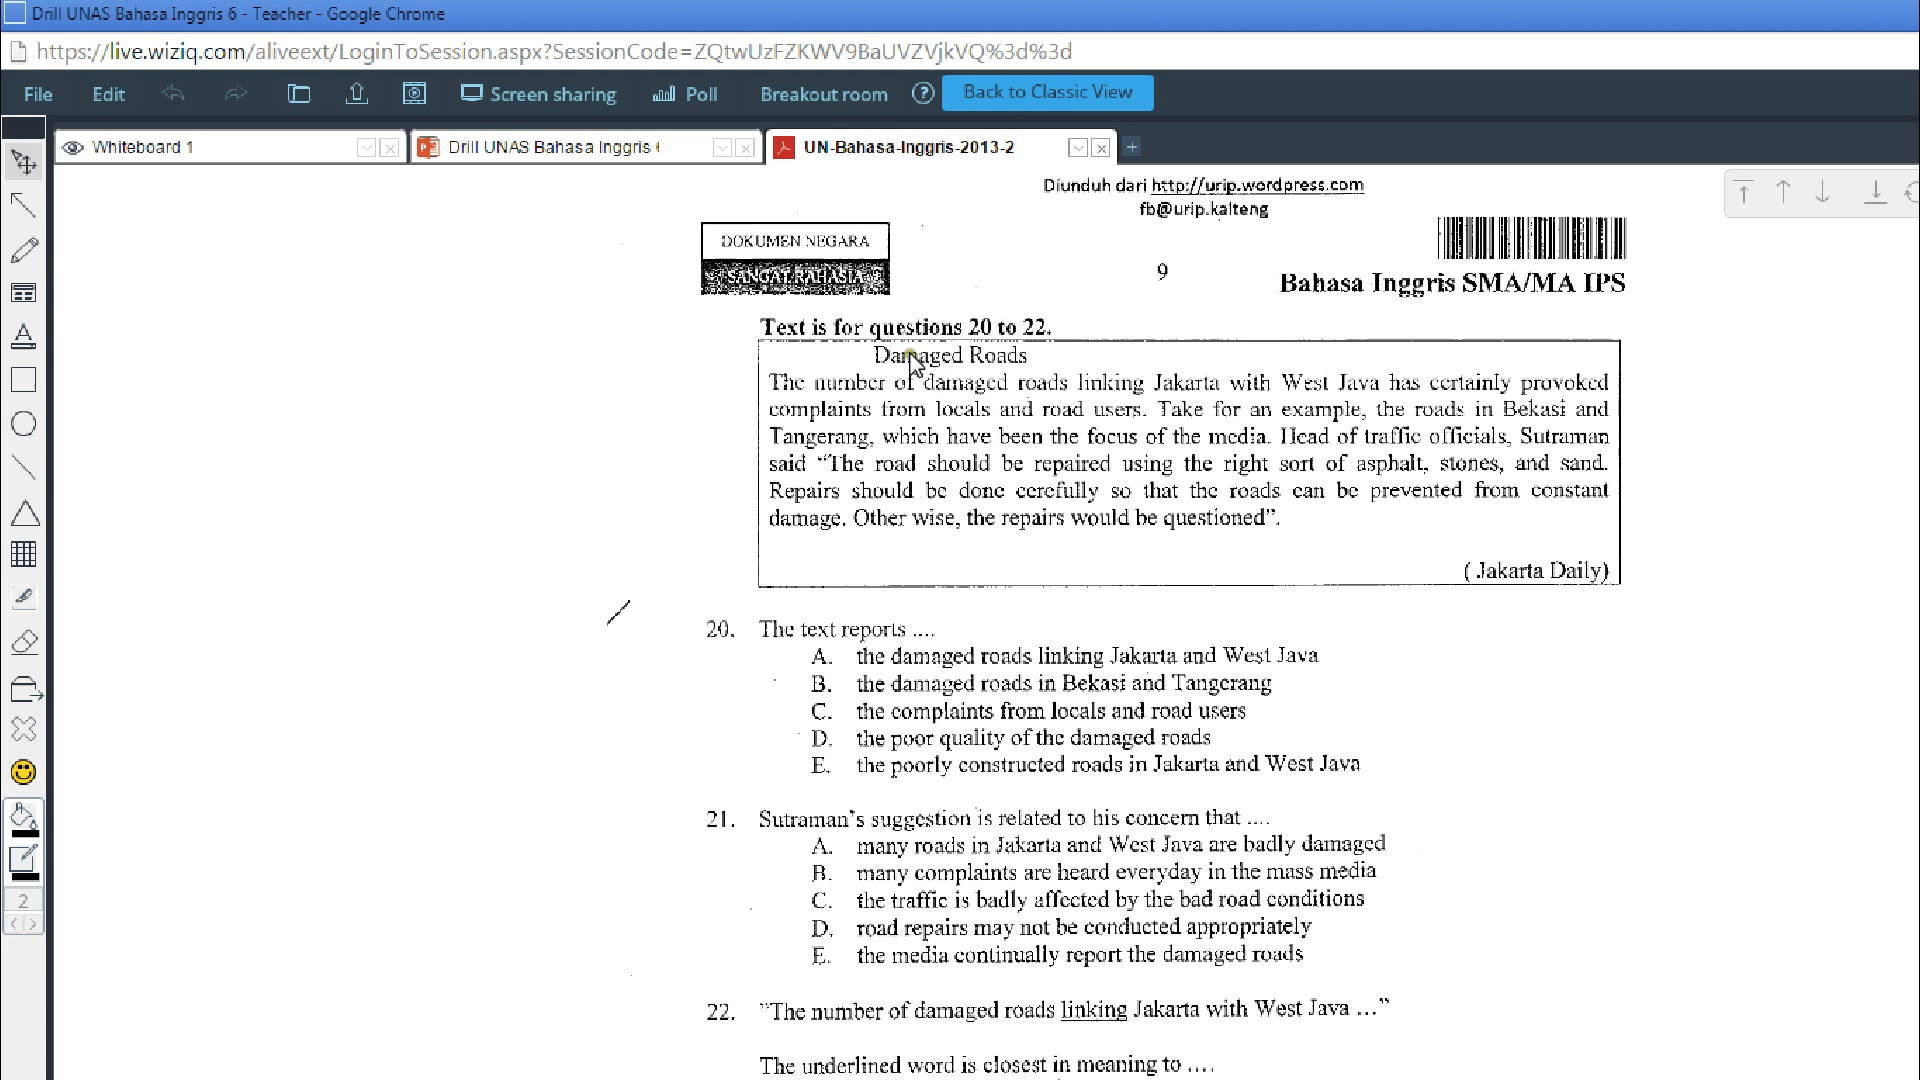 Drill UNAS Bahasa Inggris 6 - Teacher - Google Chrome
https://live.wiziq.com/aliveext/LoginToSession.aspx?SessionCode=ZQtwUzFZKWV9BaUVZVjkVQ%3d%3d
File Edit Screen sharing Poll Breakout room ? Back to Classic View
Whiteboard 1 Drill UNAS Bahasa Inggris UN-Bahasa-Inggris-2013-2 +
Diunduh dari http://urip.wordpress.com
fb@urip.kalteng
DOKUMEN NEGARA
SANGAT RAHASIA
9
Bahasa Inggris SMA/MA IPS
Text is for questions 20 to 22.
Damaged Roads
The number of damaged roads linking Jakarta with West Java has certainly provoked
complaints from locals and road users. Take for an example, the roads in Bekasi and
Tangerang, which have been the focus of the media. Head of traffic officials, Sutraman
said “The road should be repaired using the right sort of asphalt, stones, and sand.
Repairs should be done cerefully so that the roads can be prevented from constant
damage. Other wise, the repairs would be questioned”.
( Jakarta Daily)
20. The text reports ....
A. the damaged roads linking Jakarta and West Java
B. the damaged roads in Bekasi and Tangerang
C. the complaints from locals and road users
D. the poor quality of the damaged roads
E. the poorly constructed roads in Jakarta and West Java
21. Sutraman’s suggestion is related to his concern that ....
A. many roads in Jakarta and West Java are badly damaged
B. many complaints are heard everyday in the mass media
C. the traffic is badly affected by the bad road conditions
D. road repairs may not be conducted appropriately
E. the media continually report the damaged roads
22. ”The number of damaged roads linking Jakarta with West Java ...”
The underlined word is closest in meaning to ....
2